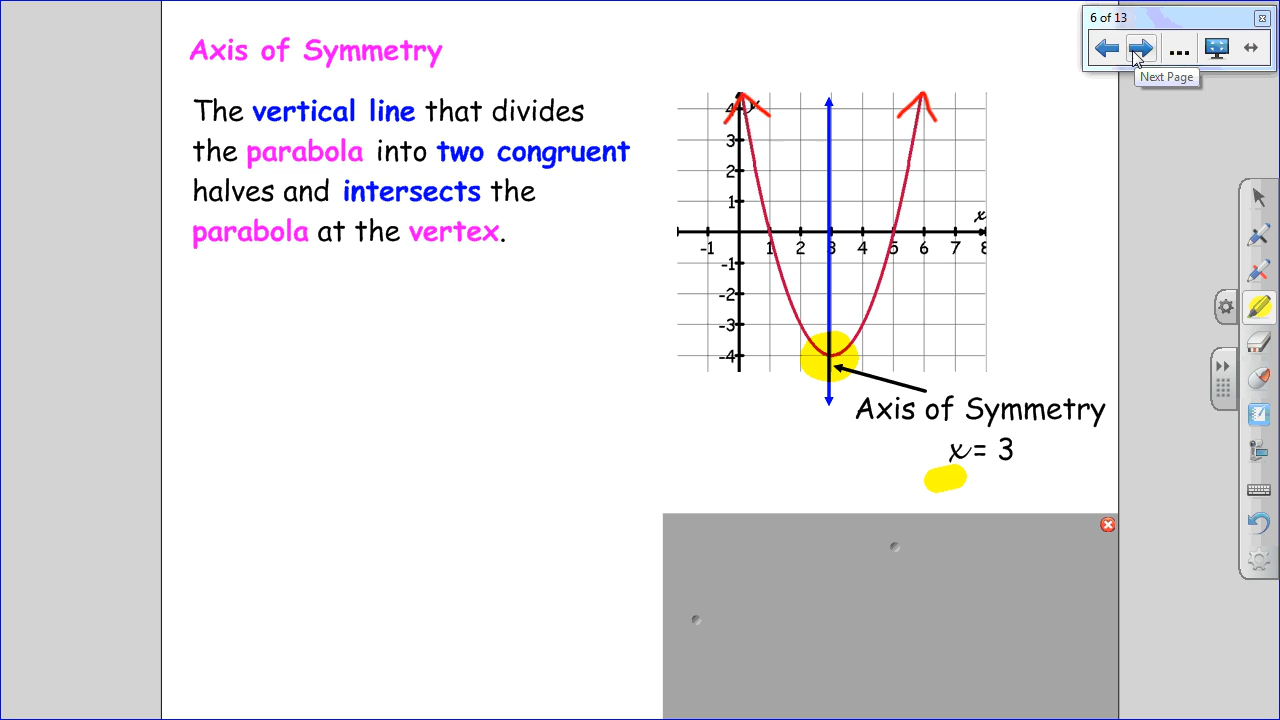 6 of 13
Next Page
Axis of Symmetry
The vertical line that divides
the parabola into two congruent
halves and intersects the
parabola at the vertex.
4 y
3
2
1
x
-1 1 2 3 4 5 6 7 8
-1
-2
-3
-4
Axis of Symmetry
x = 3